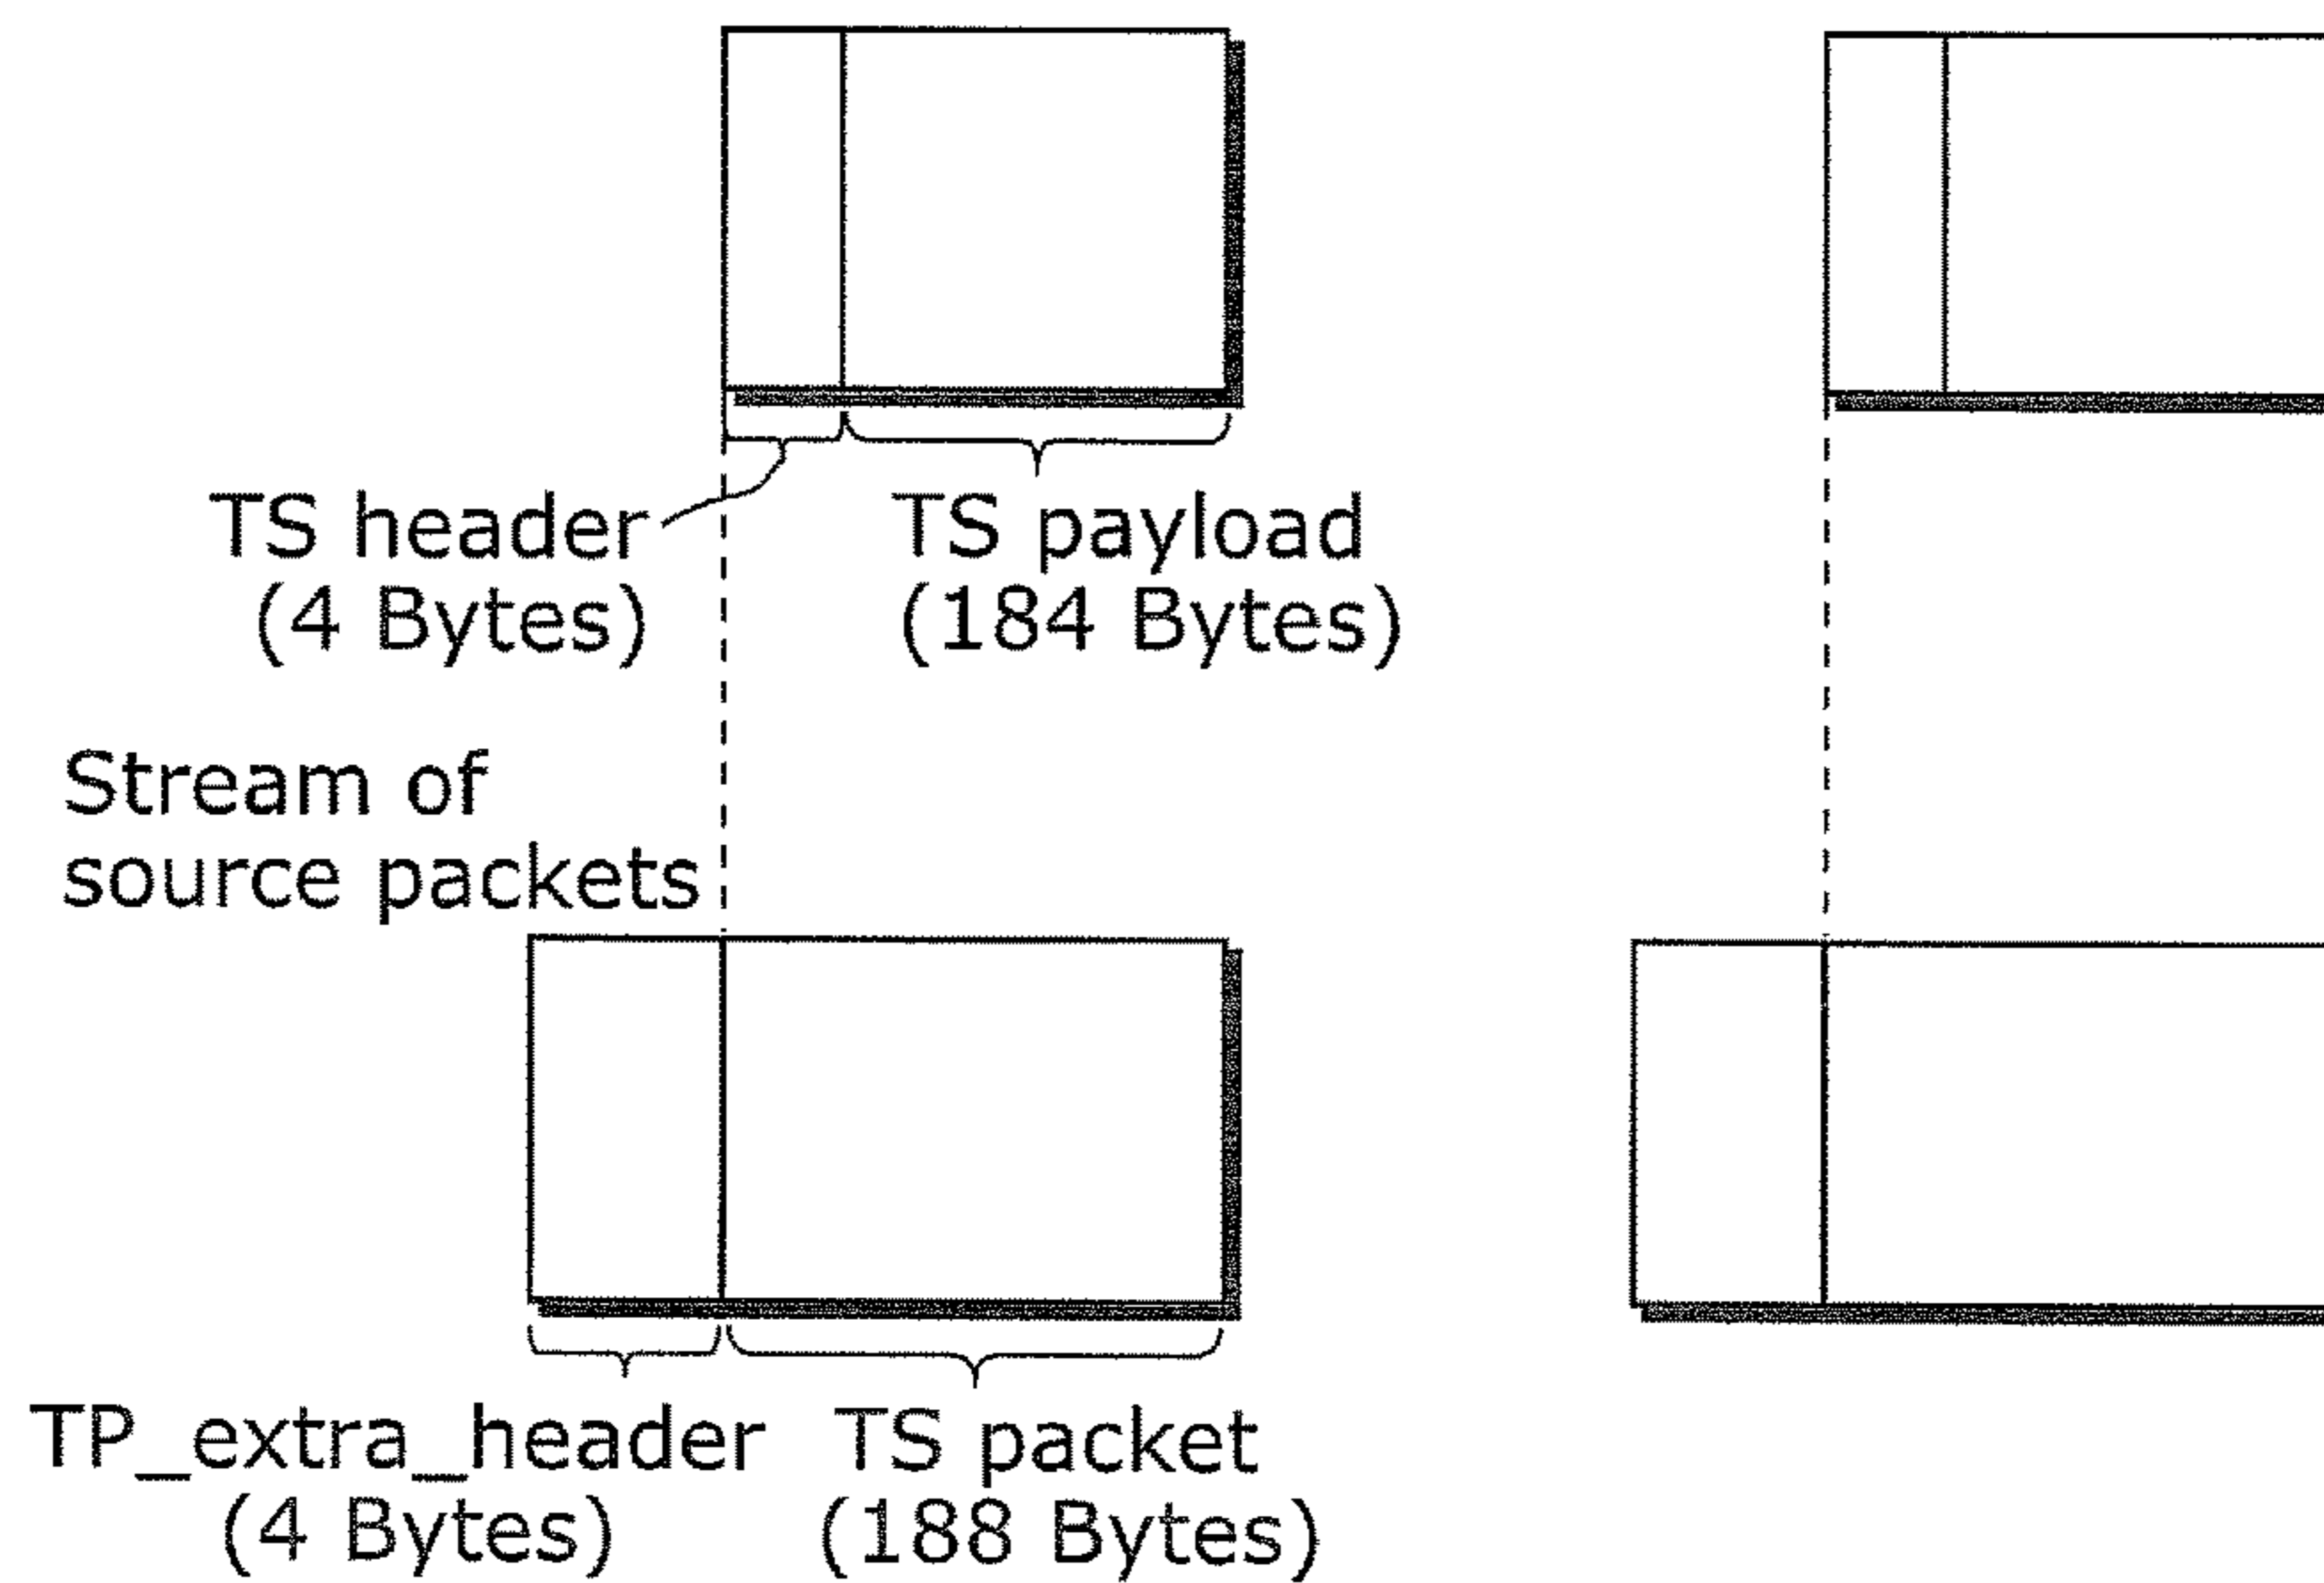 TS header TS payload
(4 Bytes) (184 Bytes)
Stream of
source packets
TP_extra_header TS packet
(4 Bytes) (188 Bytes)